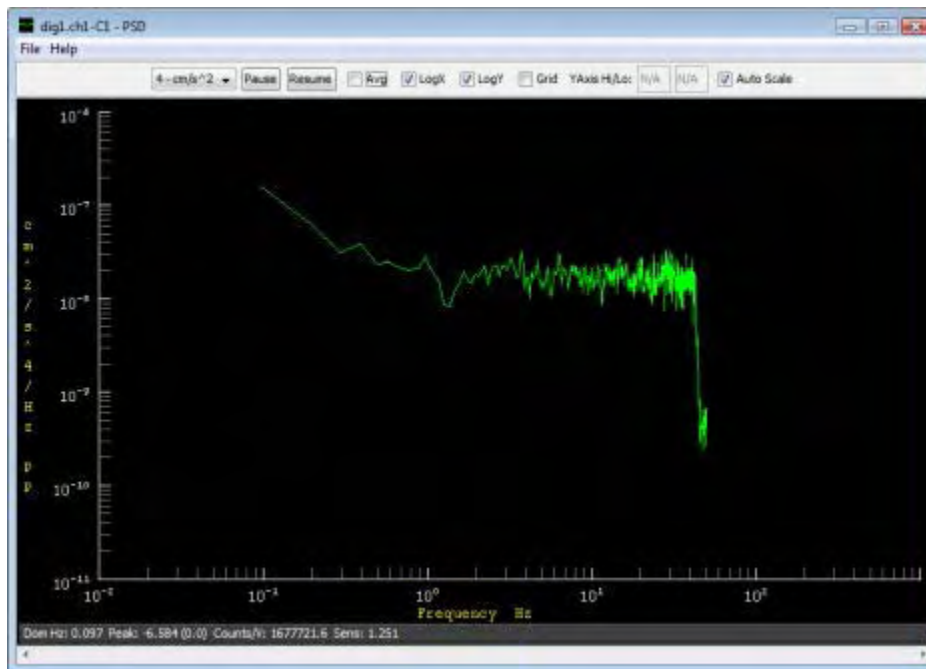 dig1.ch1-C1 - PSD
File Help
4 - cm/s^2 Pause Resume Avg LogX LogY Grid YAxis Hi/Lo: N/A N/A Auto Scale
10^-6
10^-7
10^-8
10^-9
10^-10
10^-11
cm^2/s^4/Hz pp
10^-2 10^-1 10^0 10^1 10^2
Frequency Hz
Dom Hz: 0.097 Peak: -6.584 (0.0) Counts/V: 1677721.6 Sens: 1.251